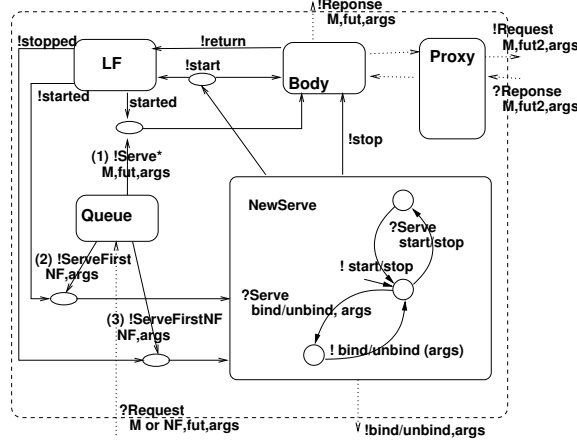 !Reponse
M,fut,args
!stopped
!return
!Request
M,fut2,args
LF
!start
Body
Proxy
?Reponse
M,fut2,args
!started
started
(1) !Serve*
M,fut,args
!stop
Queue
NewServe
?Serve
start/stop
(2) !ServeFirst
NF,args
! start/stop
?Serve
bind/unbind, args
(3) !ServeFirstNF
NF,args
! bind/unbind (args)
?Request
M or NF,fut,args
!bind/unbind,args